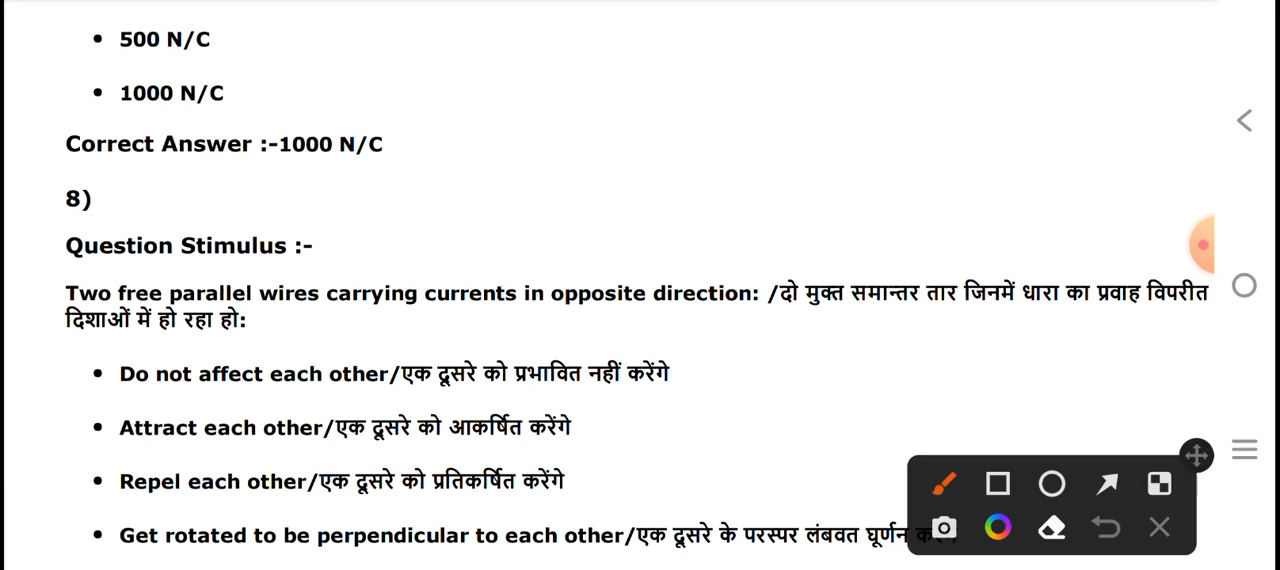 500 N/C
1000 N/C
Correct Answer :-1000 N/C
8)
Question Stimulus :-
Two free parallel wires carrying currents in opposite direction: /दो मुक्त समान्तर तार जिनमें धारा का प्रवाह विपरीत
दिशाओं में हो रहा हो:
Do not affect each other/एक दूसरे को प्रभावित नहीं करेंगे
Attract each other/एक दूसरे को आकर्षित करेंगे
Repel each other/एक दूसरे को प्रतिकर्षित करेंगे
Get rotated to be perpendicular to each other/एक दूसरे के परस्पर लंबवत घूर्णन